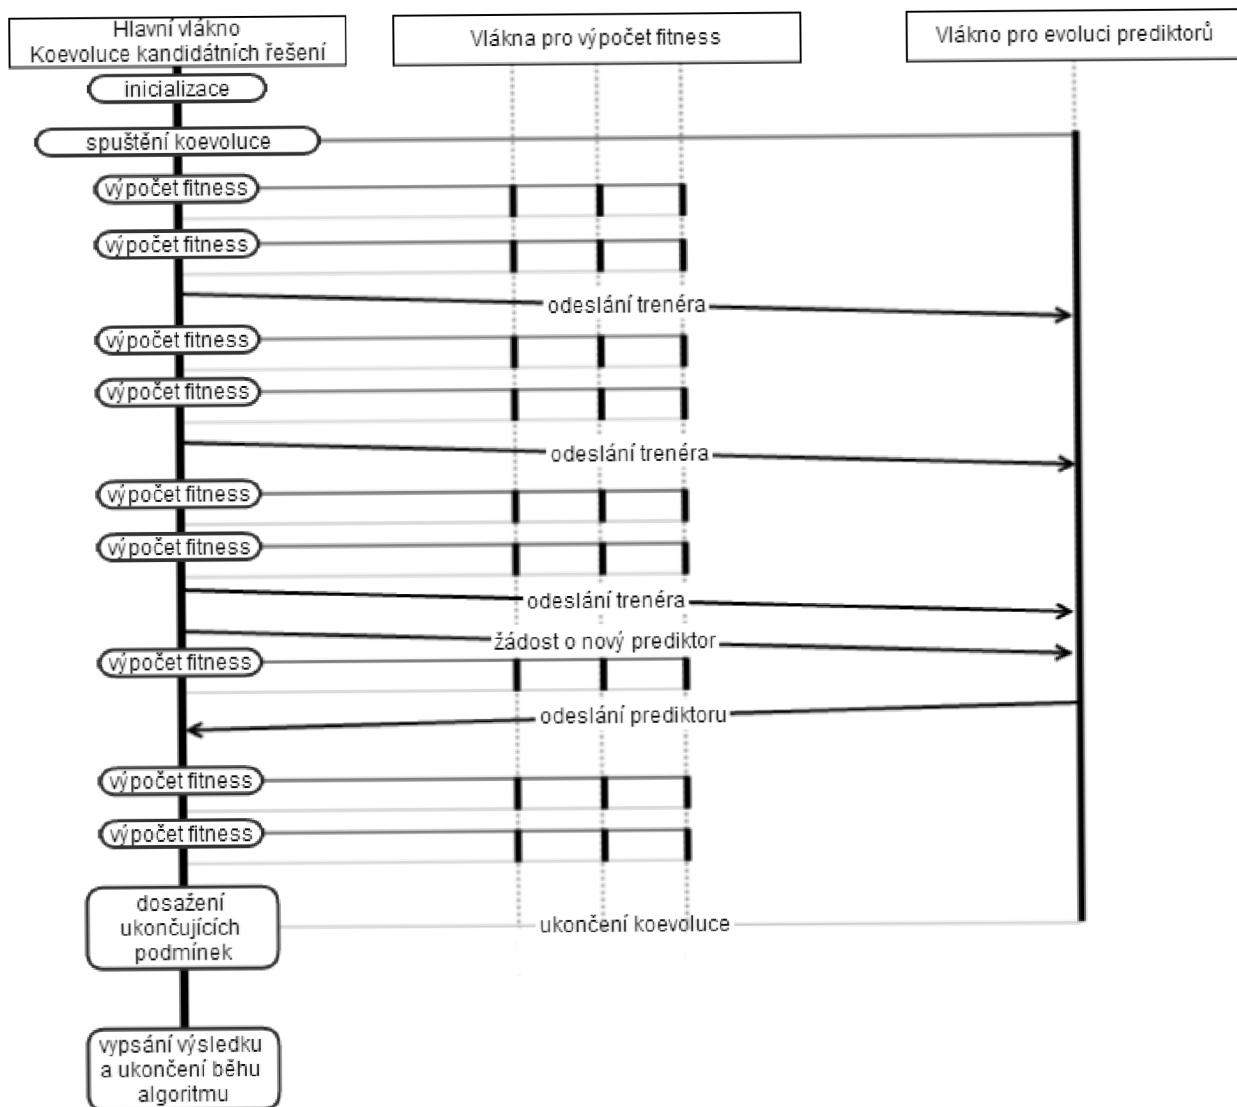 Hlavní vlákno
Koevoluce kandidátních řešení
Vlákna pro výpočet fitness
Vlákno pro evoluci prediktorů
inicializace
spuštění koevoluce
výpočet fitness
výpočet fitness
odeslání trenéra
výpočet fitness
výpočet fitness
odeslání trenéra
výpočet fitness
výpočet fitness
odeslání trenéra
žádost o nový prediktor
výpočet fitness
odeslání prediktoru
výpočet fitness
výpočet fitness
dosažení
ukončujících
podmínek
ukončení koevoluce
vypsání výsledku
a ukončení běhu
algoritmu